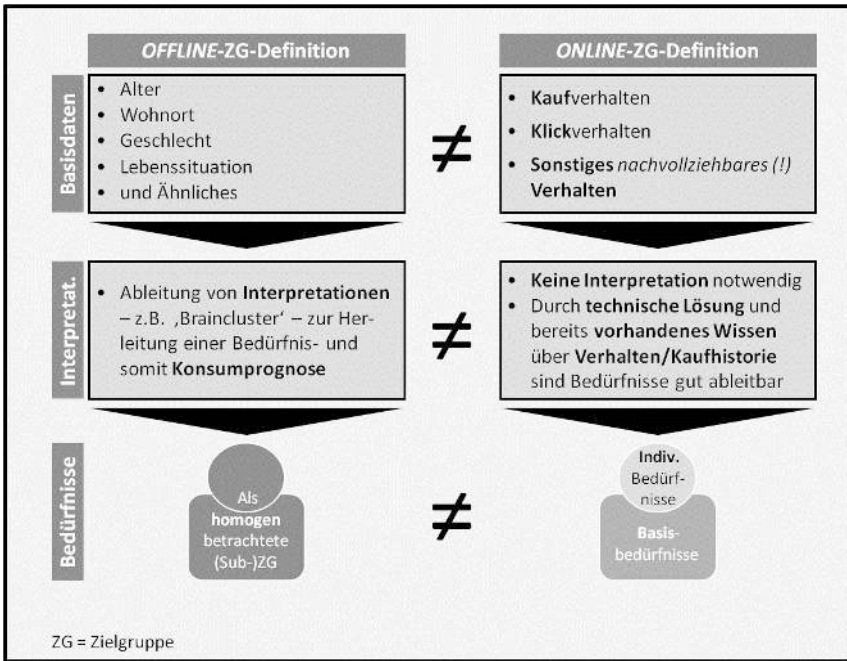 OFFLINE-ZG-Definition
ONLINE-ZG-Definition
Basisdaten
• Alter
• Wohnort
• Geschlecht
• Lebenssituation
• und Ähnliches
≠
• Kaufverhalten
• Klickverhalten
• Sonstiges nachvollziehbares (!)
Verhalten
Interpretat.
• Ableitung von Interpretationen
– z.B. ‚Braincluster‘ – zur Her-
leitung einer Bedürfnis- und
somit Konsumprognose
≠
• Keine Interpretation notwendig
• Durch technische Lösung und
bereits vorhandenes Wissen
über Verhalten/Kaufhistorie
sind Bedürfnisse gut ableitbar
Bedürfnisse
Als
homogen
betrachtete
(Sub-)ZG
≠
Indiv.
Bedürf-
nisse
Basis-
bedürfnisse
ZG = Zielgruppe